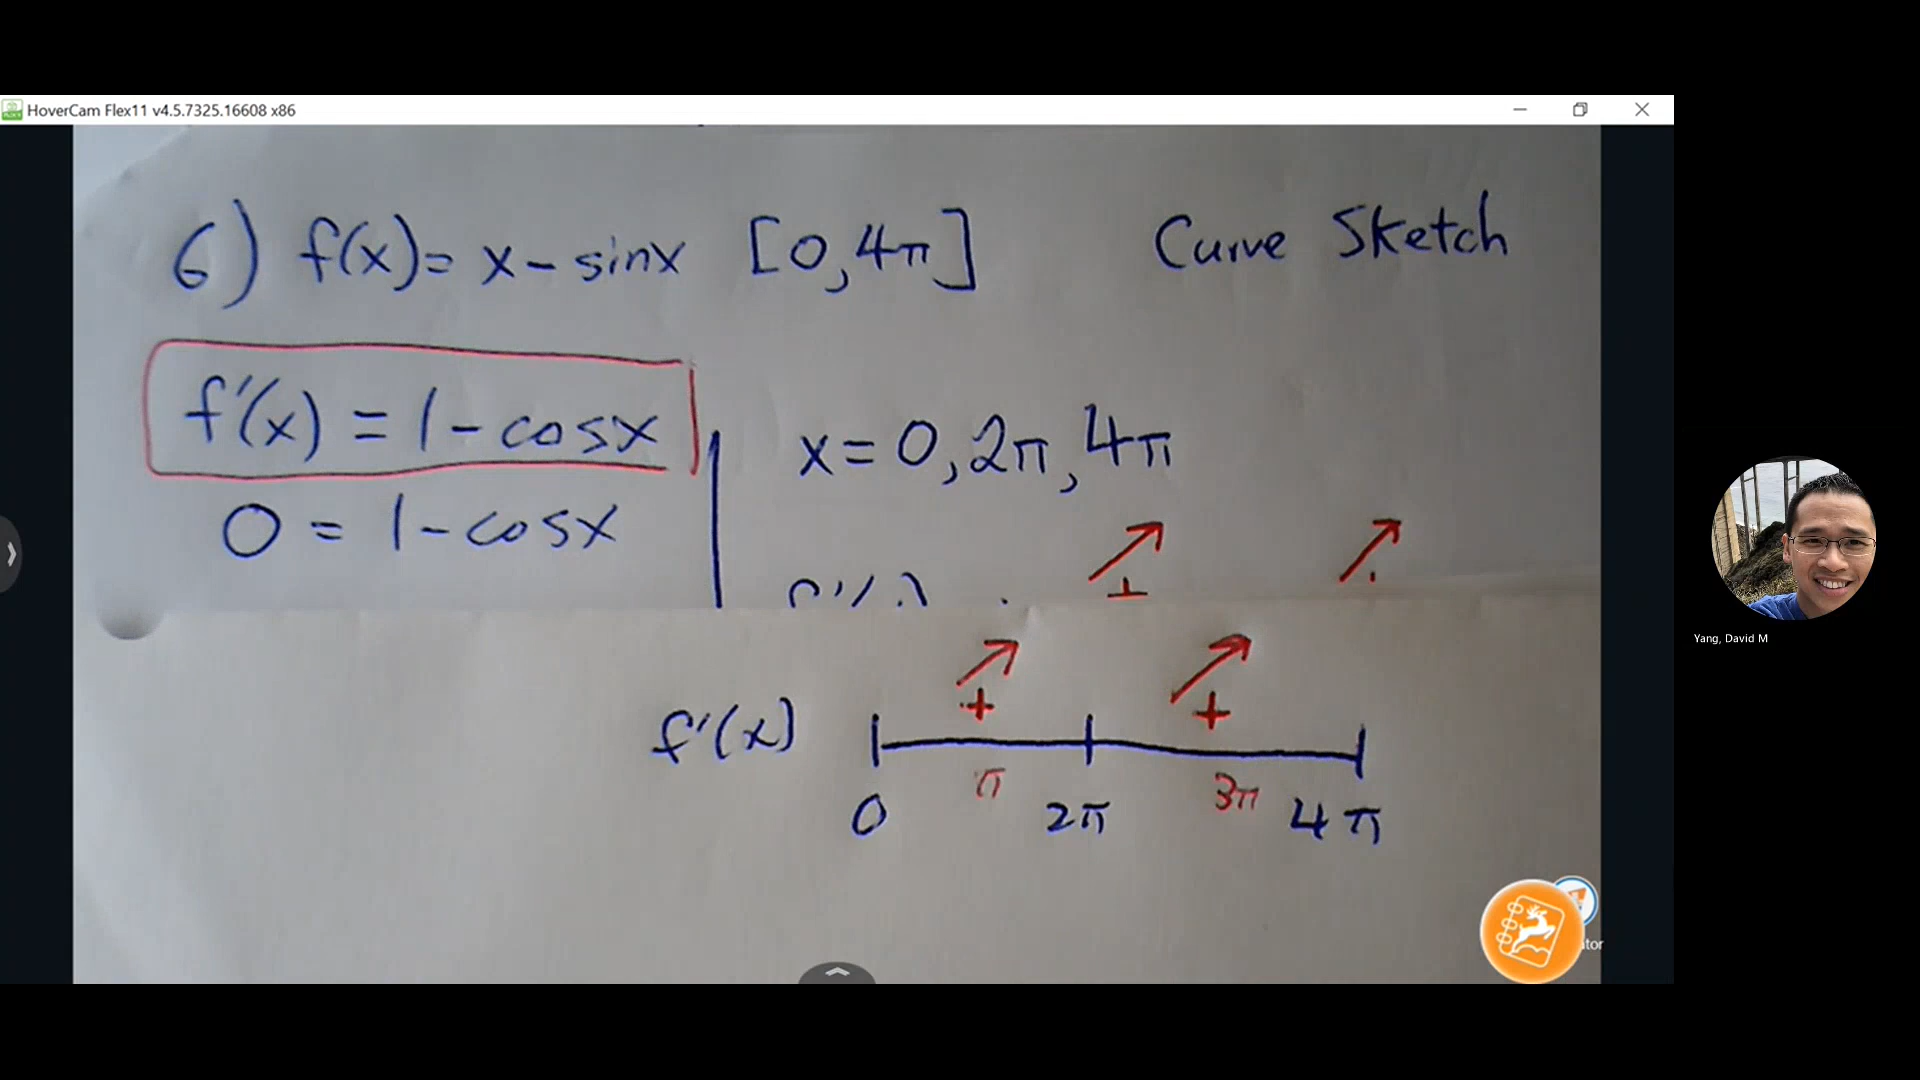 HoverCam Flex11 v4.5.7325.16608 x86
6) f(x)= x - sinx [0,4π] Curve Sketch
f'(x) = 1 - cosx
0 = 1 - cosx
x = 0, 2π, 4π
+ +
f'(x)
π 3π
0 2π 4π
Yang, David M